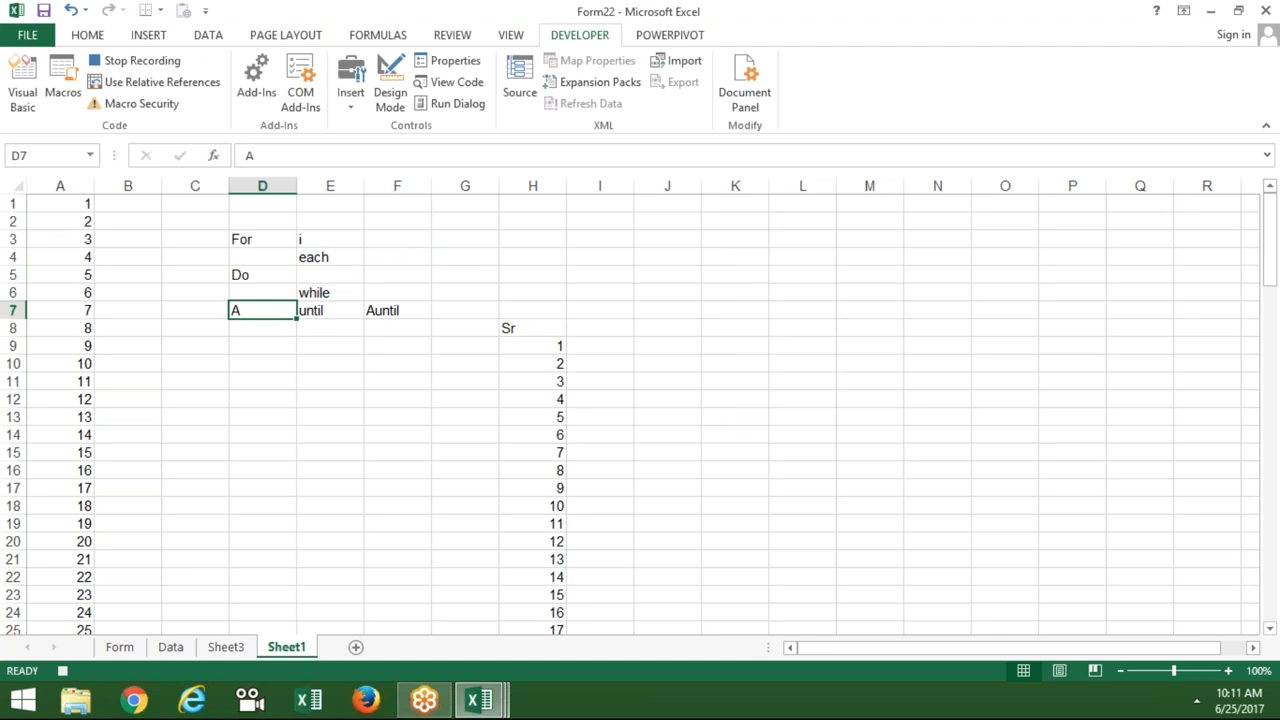 Form22 - Microsoft Excel
?
FILE HOME INSERT DATA PAGE LAYOUT FORMULAS REVIEW VIEW DEVELOPER POWERPIVOT Sign in
Visual Basic
Macros
Stop Recording
Use Relative References
Macro Security
Code
Add-Ins
COM Add-Ins
Add-Ins
Insert
Design Mode
Properties
View Code
Run Dialog
Controls
Source
Map Properties
Expansion Packs
Refresh Data
Import
Export
XML
Document Panel
Modify
D7 fx A
A B C D E F G H I J K L M N O P Q R
1 1
2 2
3 3 For i
4 4 each
5 5 Do
6 6 while
7 7 A until Auntil
8 8 Sr
9 9 1
10 10 2
11 11 3
12 12 4
13 13 5
14 14 6
15 15 7
16 16 8
17 17 9
18 18 10
19 19 11
20 20 12
21 21 13
22 22 14
23 23 15
24 24 16
25 25 17
Form Data Sheet3 Sheet1
READY 100%
10:11 AM
6/25/2017